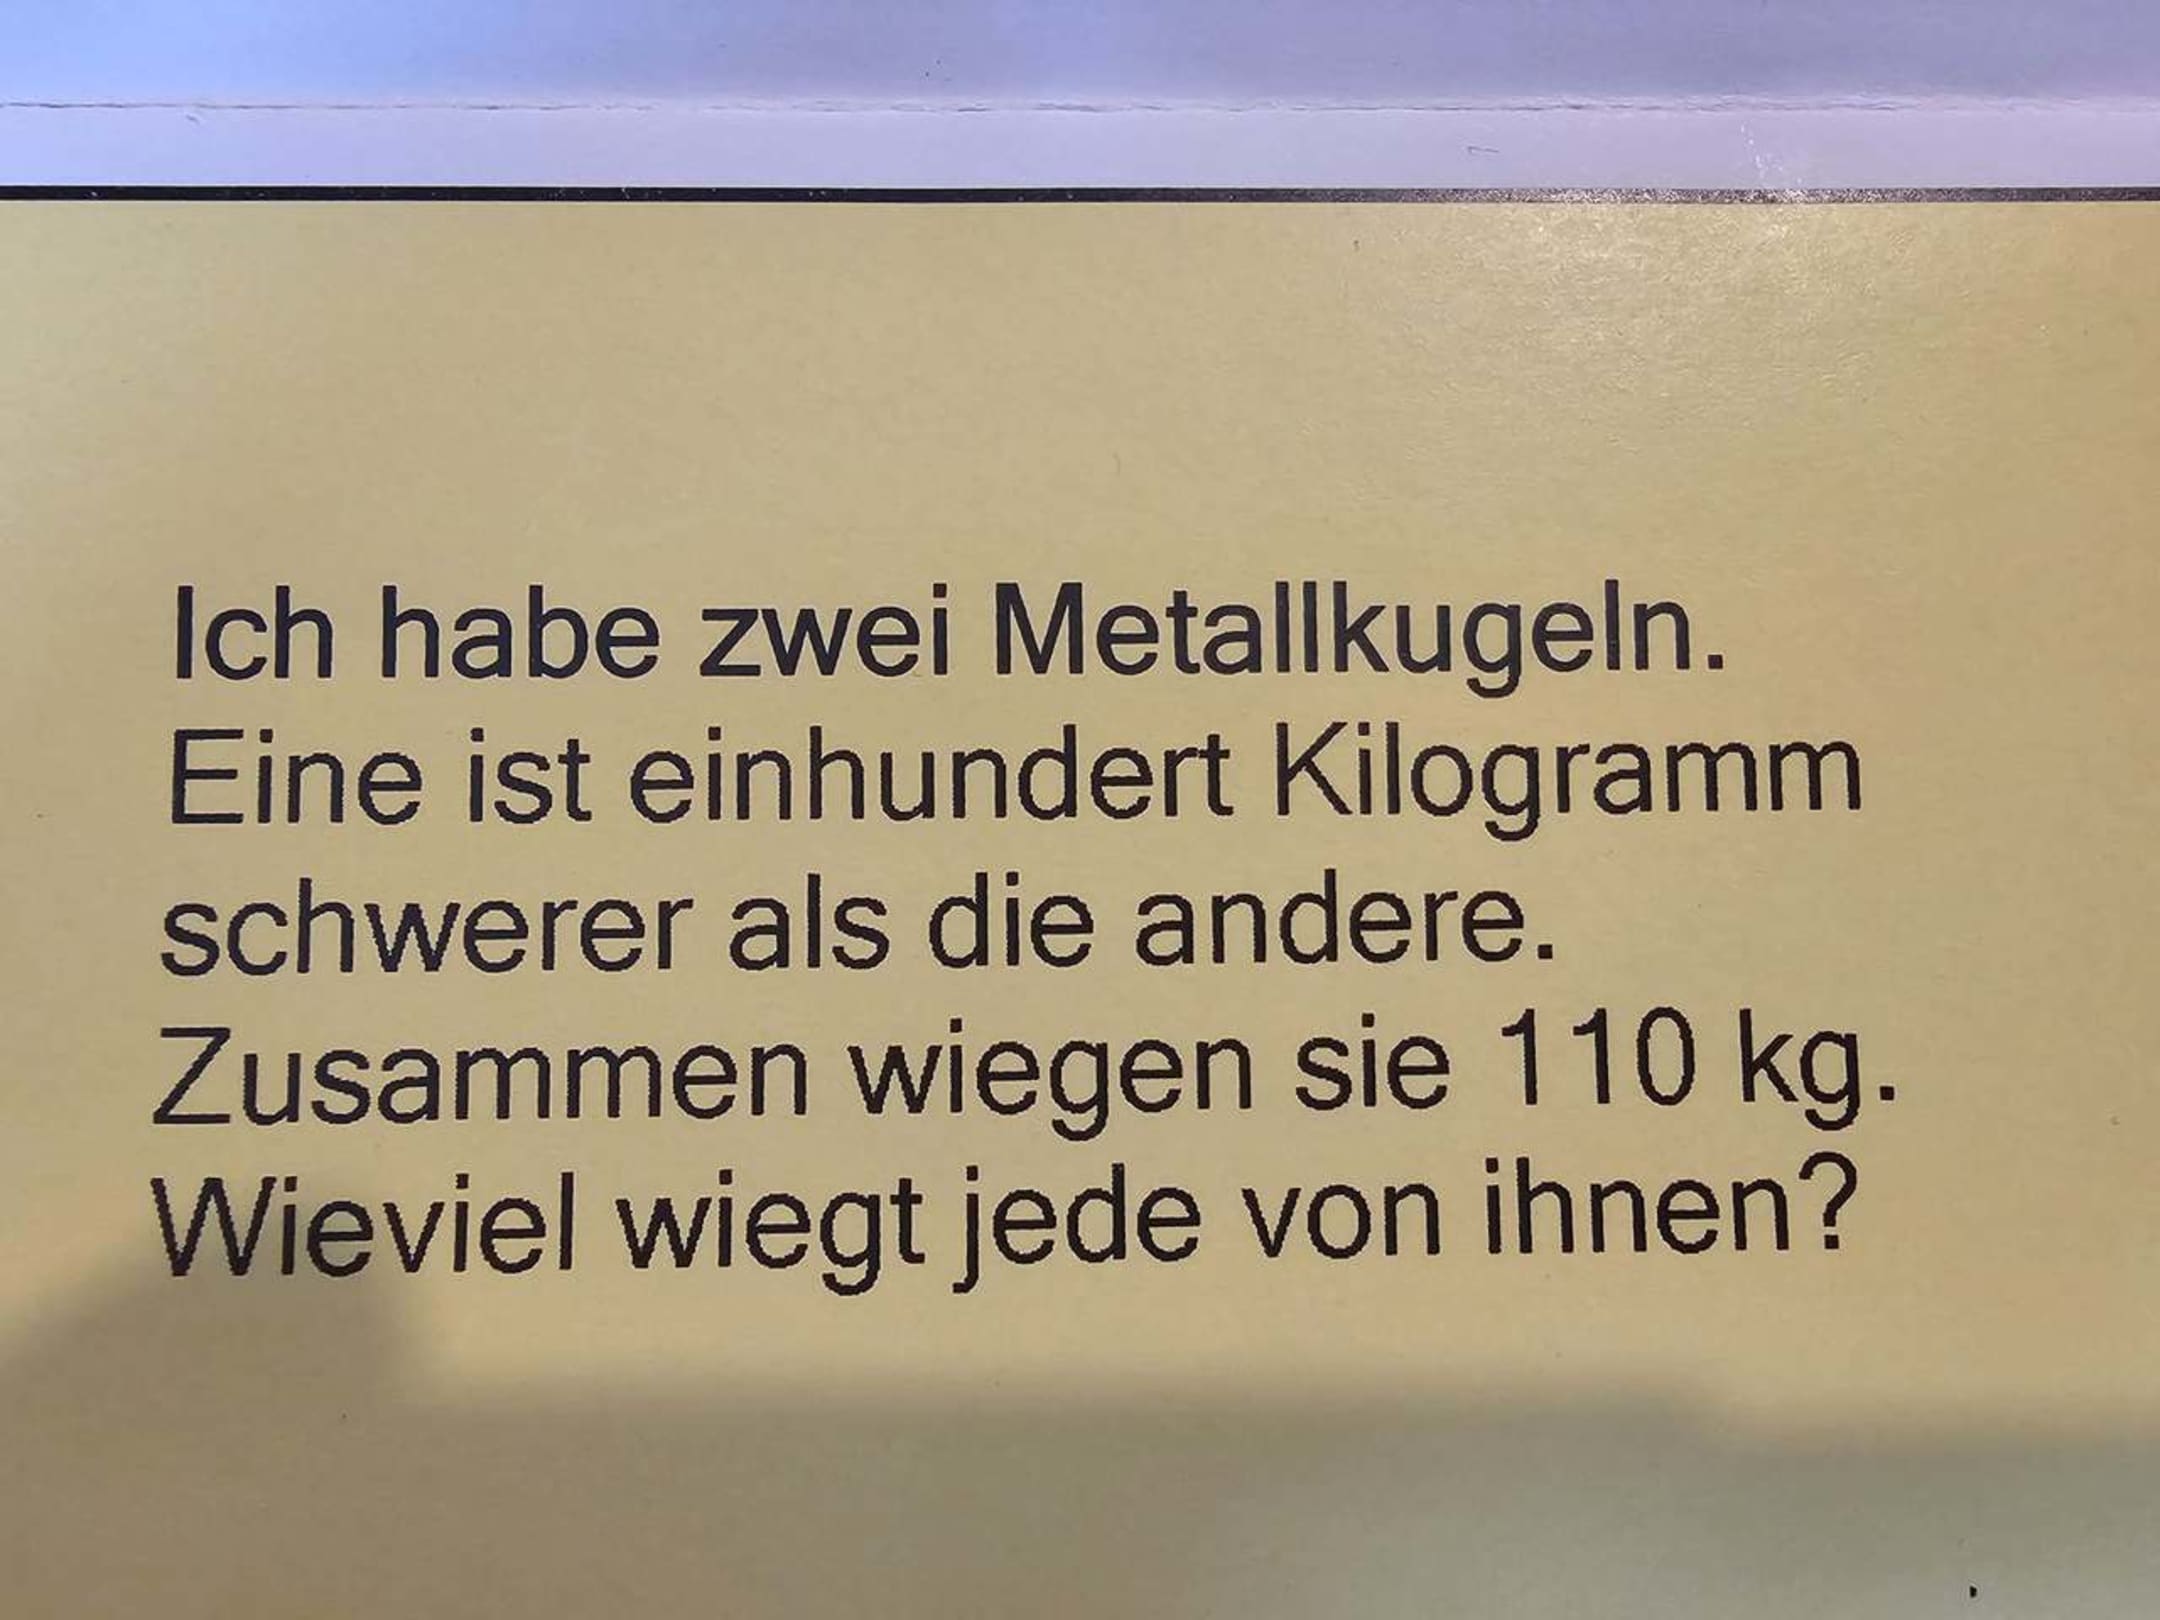 Ich habe zwei Metallkugeln.
Eine ist einhundert Kilogramm
schwerer als die andere.
Zusammen wiegen sie 110 kg.
Wieviel wiegt jede von ihnen?